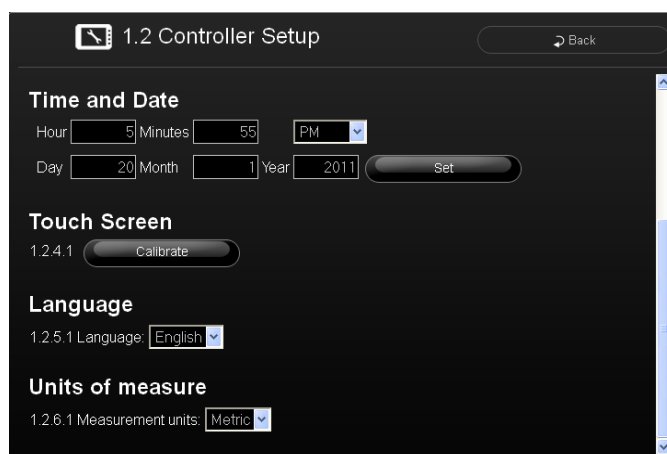 1.2 Controller Setup Back
Time and Date
Hour 5 Minutes 55 PM
Day 20 Month 1 Year 2011 Set
Touch Screen
1.2.4.1 Calibrate
Language
1.2.5.1 Language: English
Units of measure
1.2.6.1 Measurement units: Metric